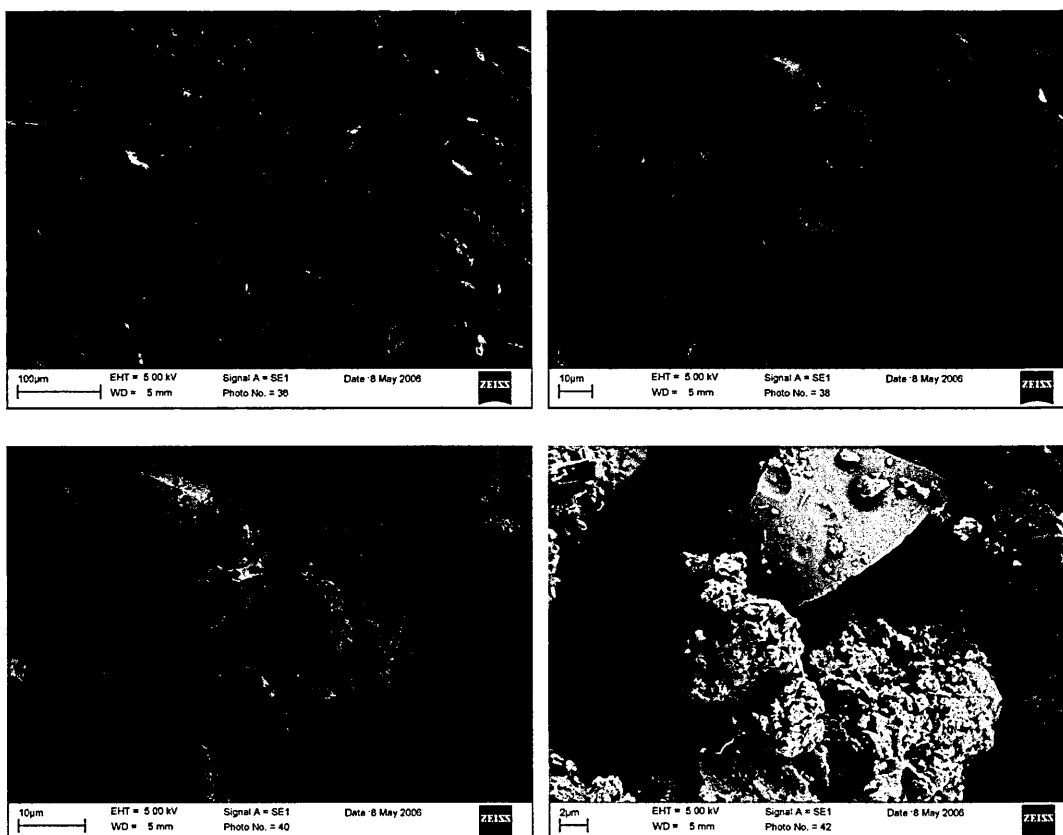 100µm EHT = 5.00 kV Signal A = SE1 Date :8 May 2006 ZEISS
WD = 5 mm Photo No. = 36
10µm EHT = 5.00 kV Signal A = SE1 Date :8 May 2006 ZEISS
WD = 5 mm Photo No. = 38
10µm EHT = 5.00 kV Signal A = SE1 Date :8 May 2006 ZEISS
WD = 5 mm Photo No. = 40
2µm EHT = 5.00 kV Signal A = SE1 Date :8 May 2006 ZEISS
WD = 5 mm Photo No. = 42